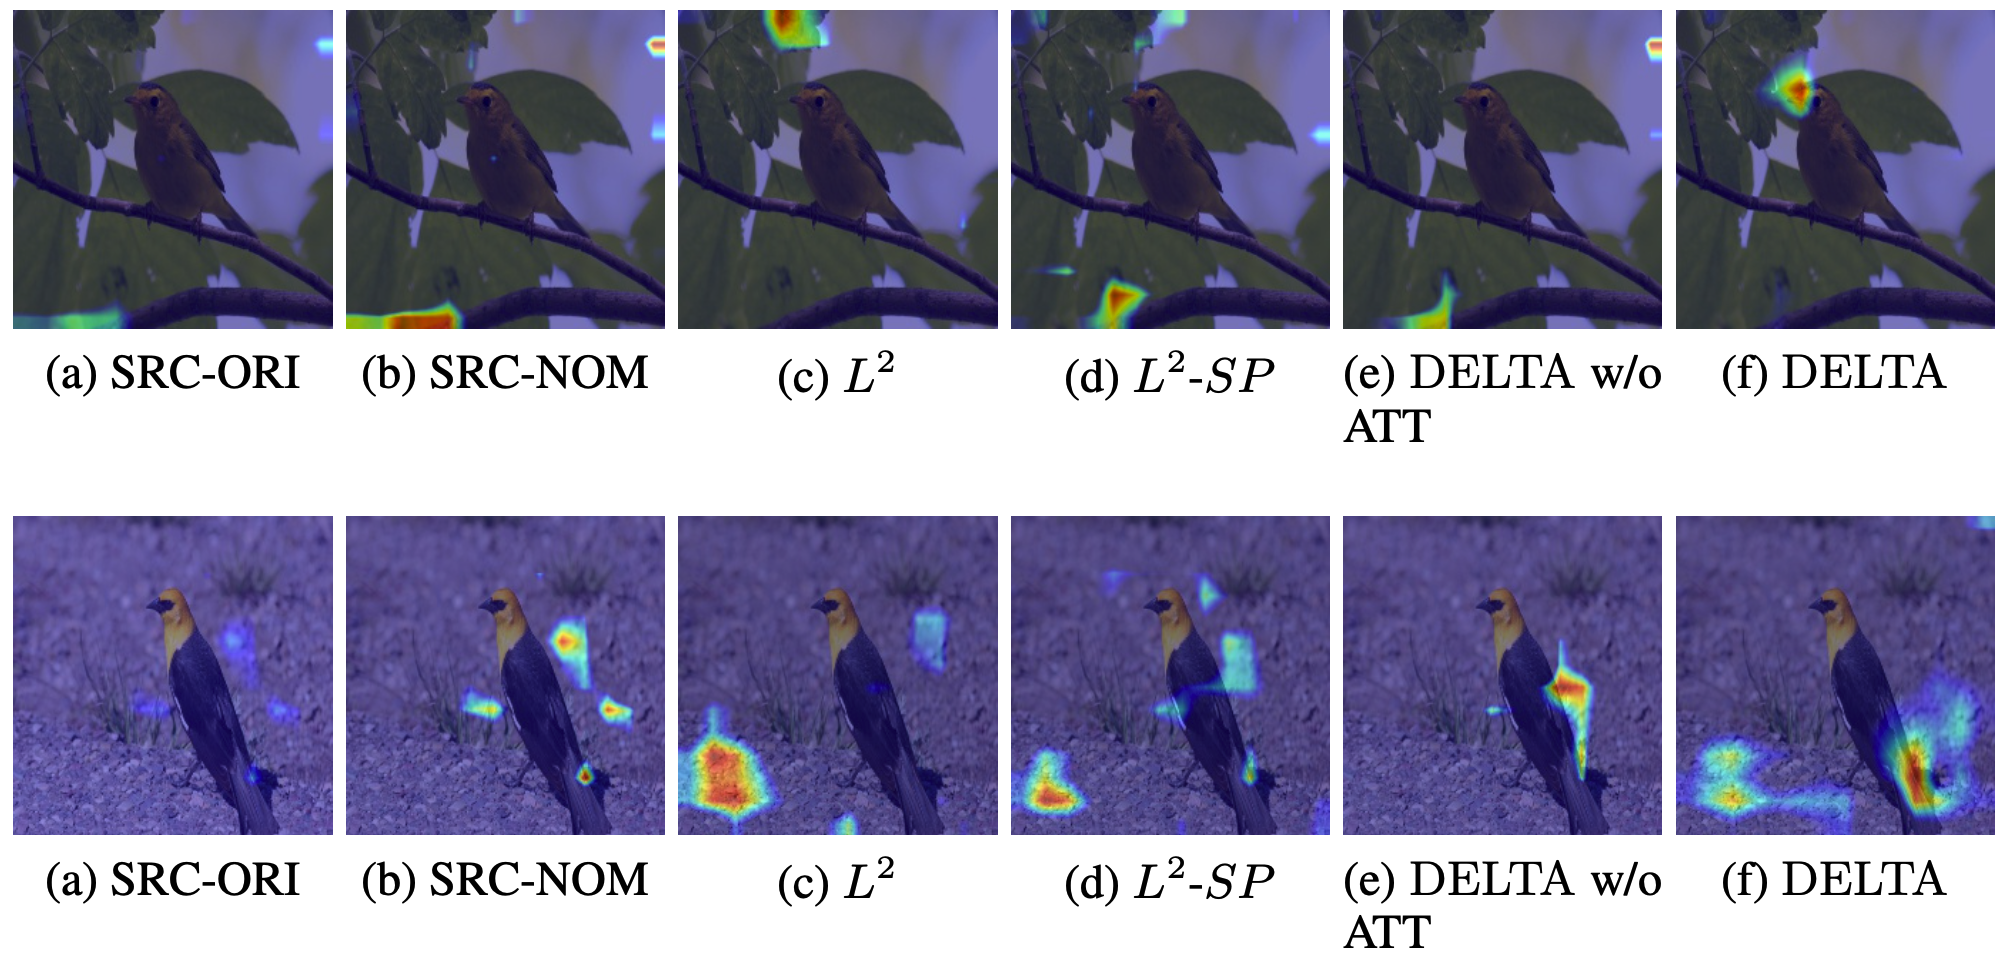 (a) SRC-ORI (b) SRC-NOM (c) L² (d) L²-SP (e) DELTA w/o (f) DELTA
ATT
(a) SRC-ORI (b) SRC-NOM (c) L² (d) L²-SP (e) DELTA w/o (f) DELTA
ATT